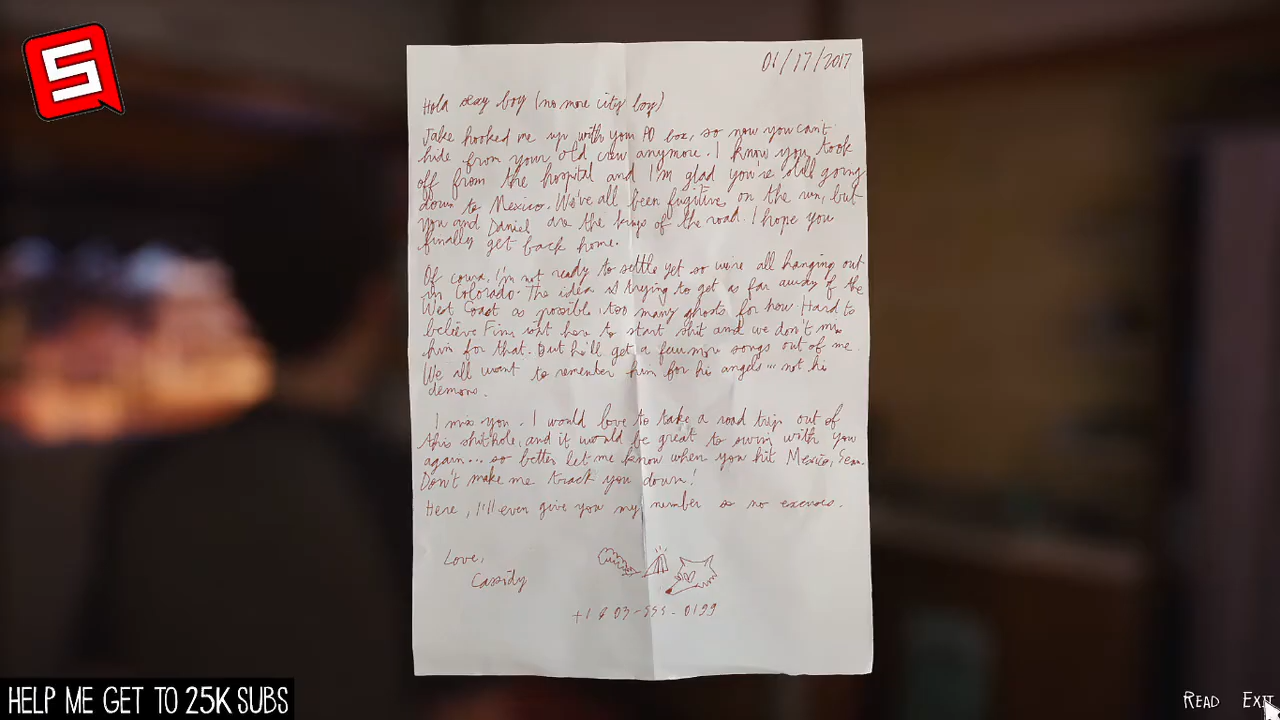 S
06/17/2017
Hola sexy boy (no more city boy)
Jake hooked me up with your PO box, so now you can't
hide from your old crew anymore. I know you took
off from the hospital and I'm glad you're still going
down to Mexico. We've all been fugitives on the run, but
you and Daniel are the kings of the road. I hope you
finally get back home.
Of course, I'm not ready to settle yet so we're all hanging out
in Colorado. The idea is trying to get as far away of the
West Coast as possible, too many ghosts for now. Hard to
believe Finn isn't here to start shit and we don't miss
him for that. But he'll get a few more songs out of me.
We all want to remember him for his angels... not his
demons.
I miss you. I would love to take a road trip out of
this shithole, and it would be great to swim with you
again... so better let me know when you hit Mexico, Sean.
Don't make me track you down!
Here, I'll even give you my number so no excuses.
Love,
Cassidy
+1 403-555-0199
HELP ME GET TO 25K SUBS
READ EXIT